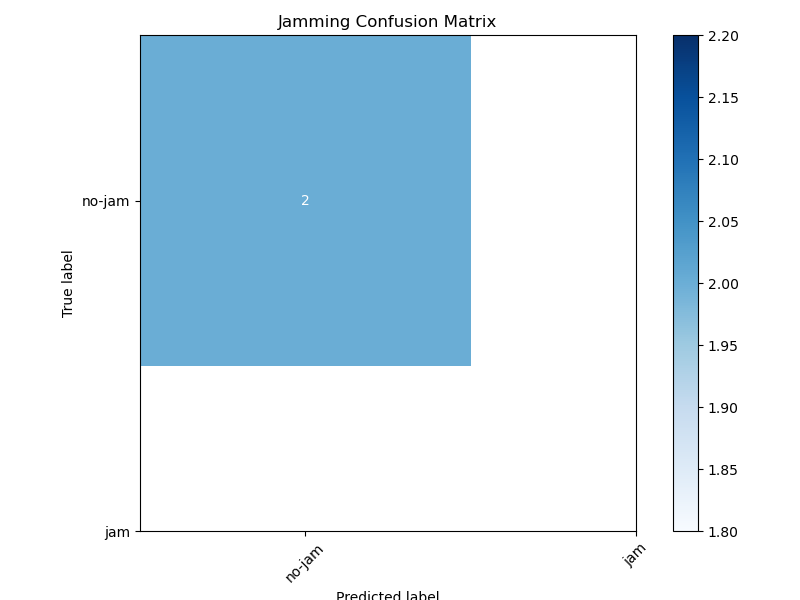 Jamming Confusion Matrix
True label
no-jam
jam
2
no-jam
jam
Predicted label
2.20
2.15
2.10
2.05
2.00
1.95
1.90
1.85
1.80